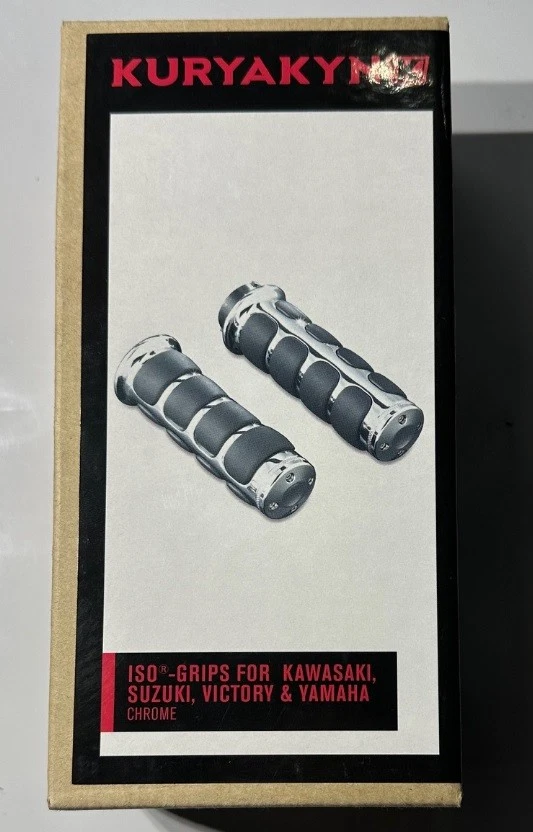 KURYAKYN
ISO®-GRIPS FOR KAWASAKI,
SUZUKI, VICTORY & YAMAHA
CHROME